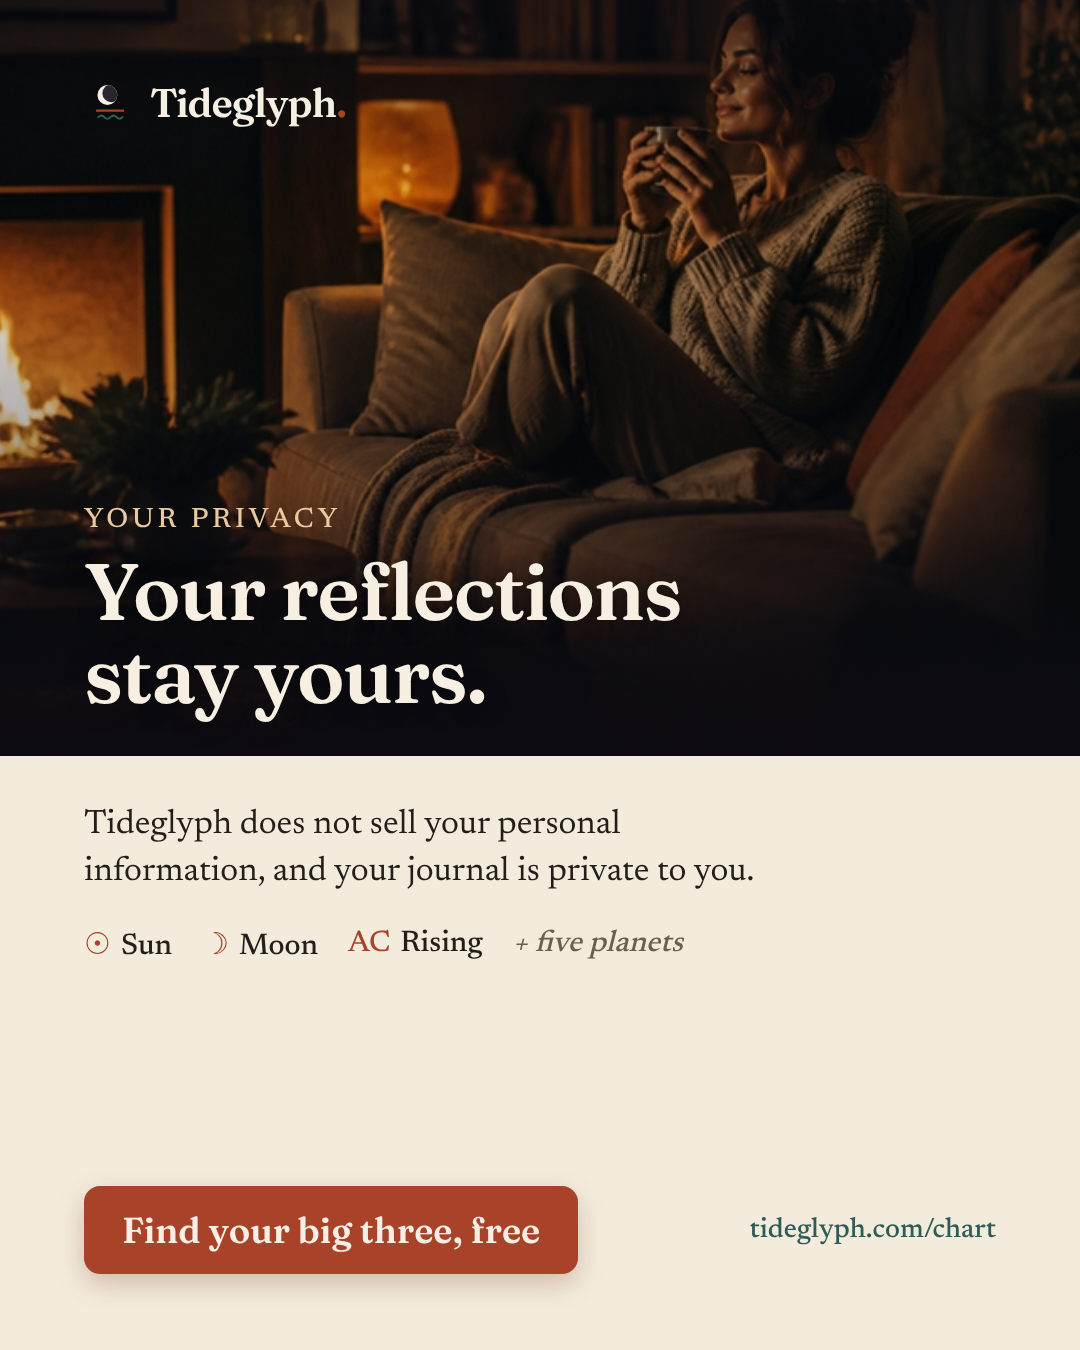 Tideglyph.
YOUR PRIVACY
Your reflections
stay yours.
Tideglyph does not sell your personal
information, and your journal is private to you.
☉ Sun ☽ Moon AC Rising + five planets
Find your big three, free
tideglyph.com/chart